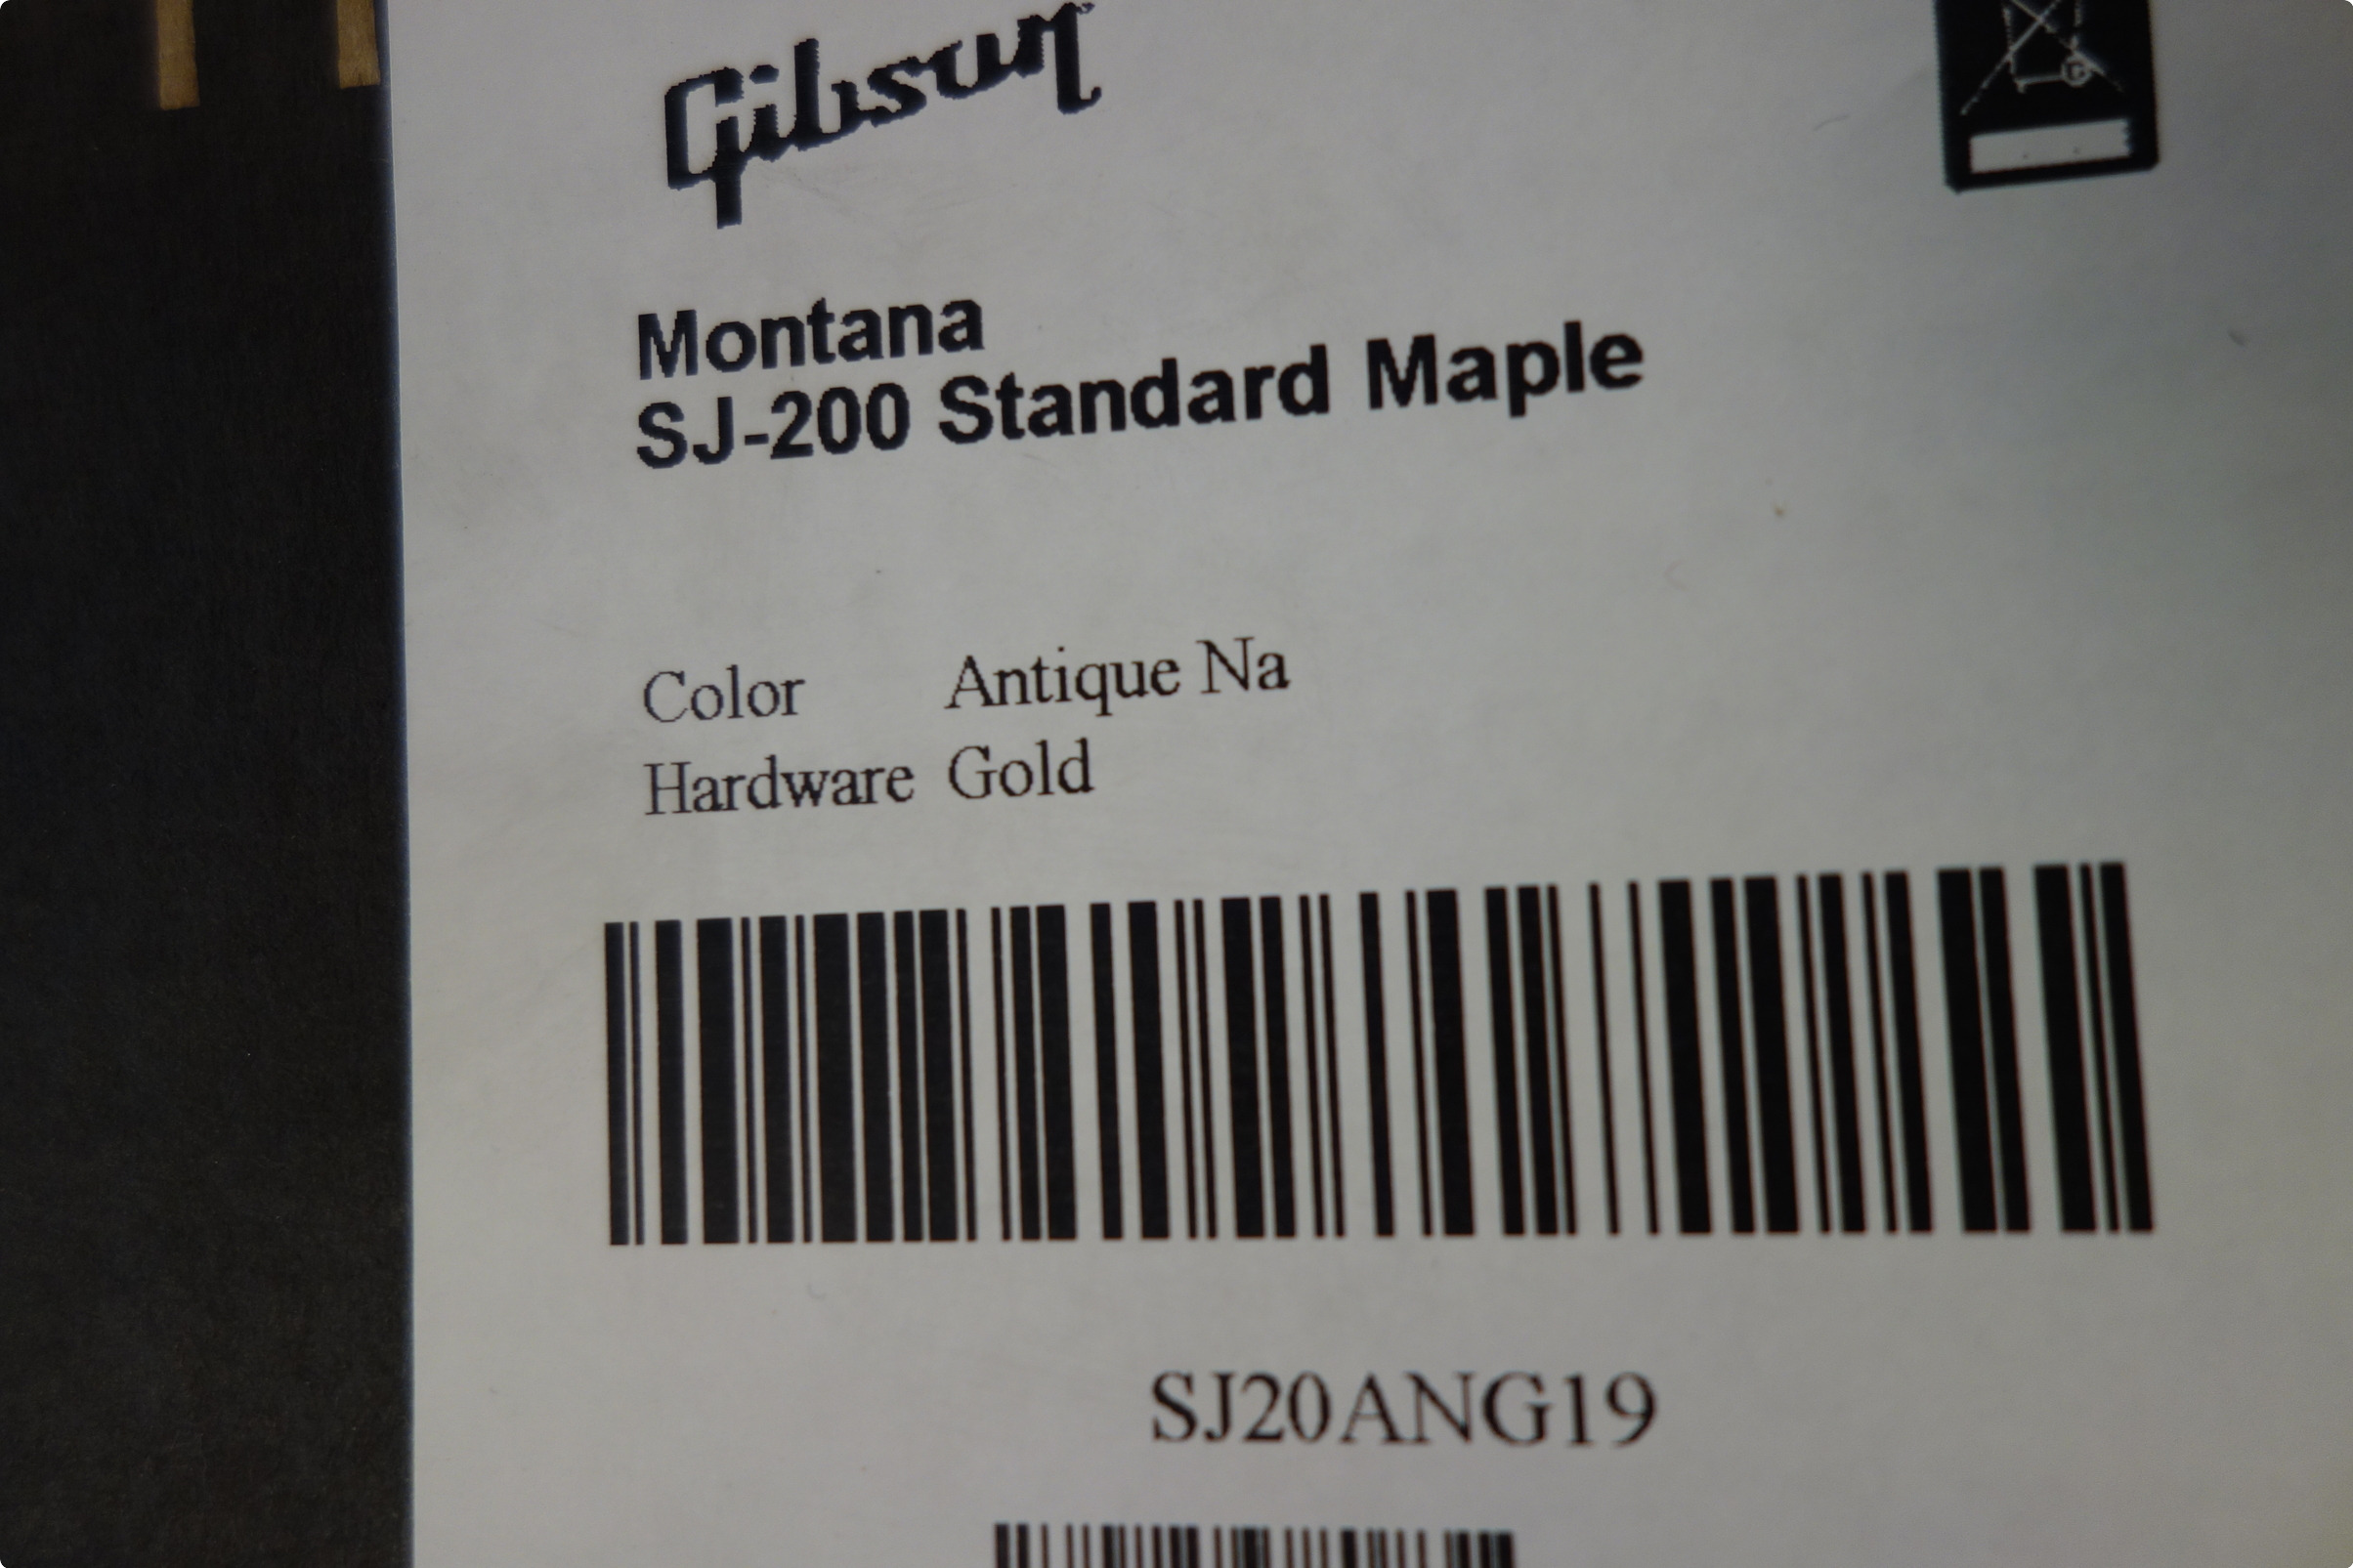 Gibson
Montana
SJ-200 Standard Maple
Color Antique Na
Hardware Gold
SJ20ANG19